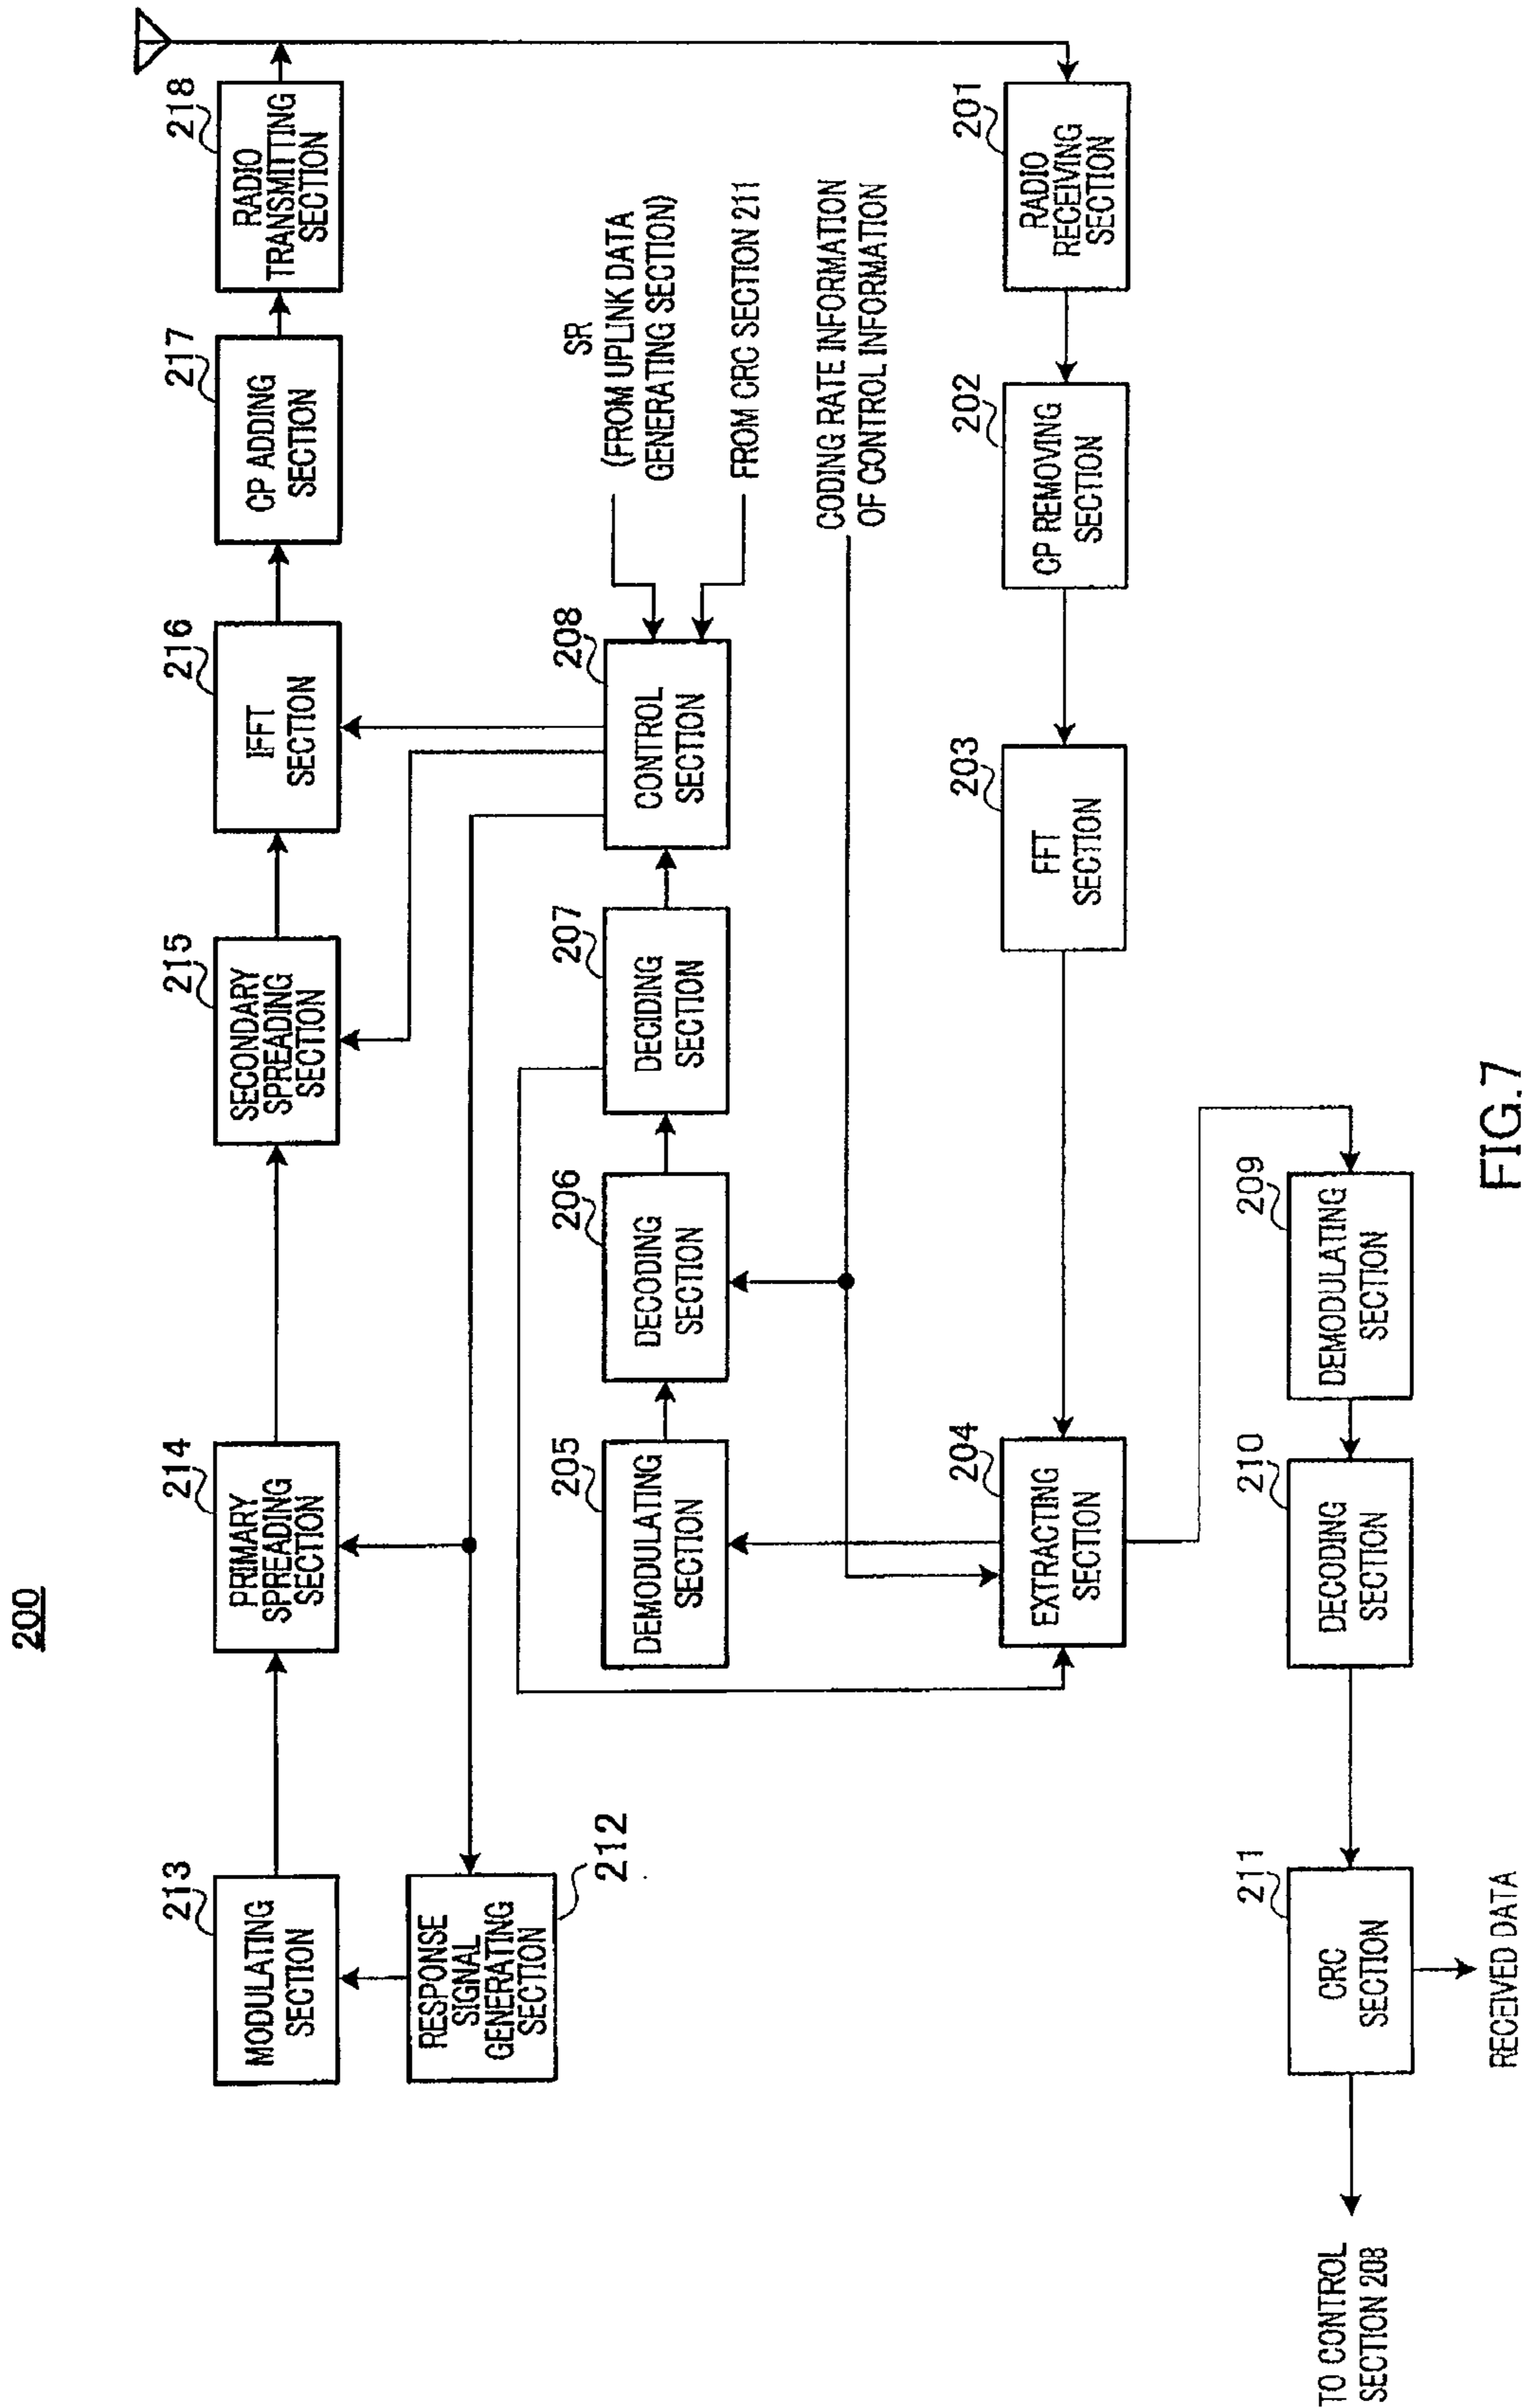 200
213
MODULATING
SECTION
214
PRIMARY
SPREADING
SECTION
215
SECONDARY
SPREADING
SECTION
216
IFFT
SECTION
217
CP ADDING
SECTION
218
RADIO
TRANSMITTING
SECTION
RESPONSE
SIGNAL
GENERATING
SECTION
212
205
DEMODULATING
SECTION
206
DECODING
SECTION
207
DECIDING
SECTION
208
CONTROL
SECTION
SR
(FROM UPLINK DATA
GENERATING SECTION)
FROM CRC SECTION 211
CODING RATE INFORMATION
OF CONTROL INFORMATION
204
EXTRACTING
SECTION
203
FFT
SECTION
202
CP REMOVING
SECTION
201
RADIO
RECEIVING
SECTION
TO CONTROL
SECTION 208
211
CRC
SECTION
210
DECODING
SECTION
209
DEMODULATING
SECTION
RECEIVED DATA
FIG.7